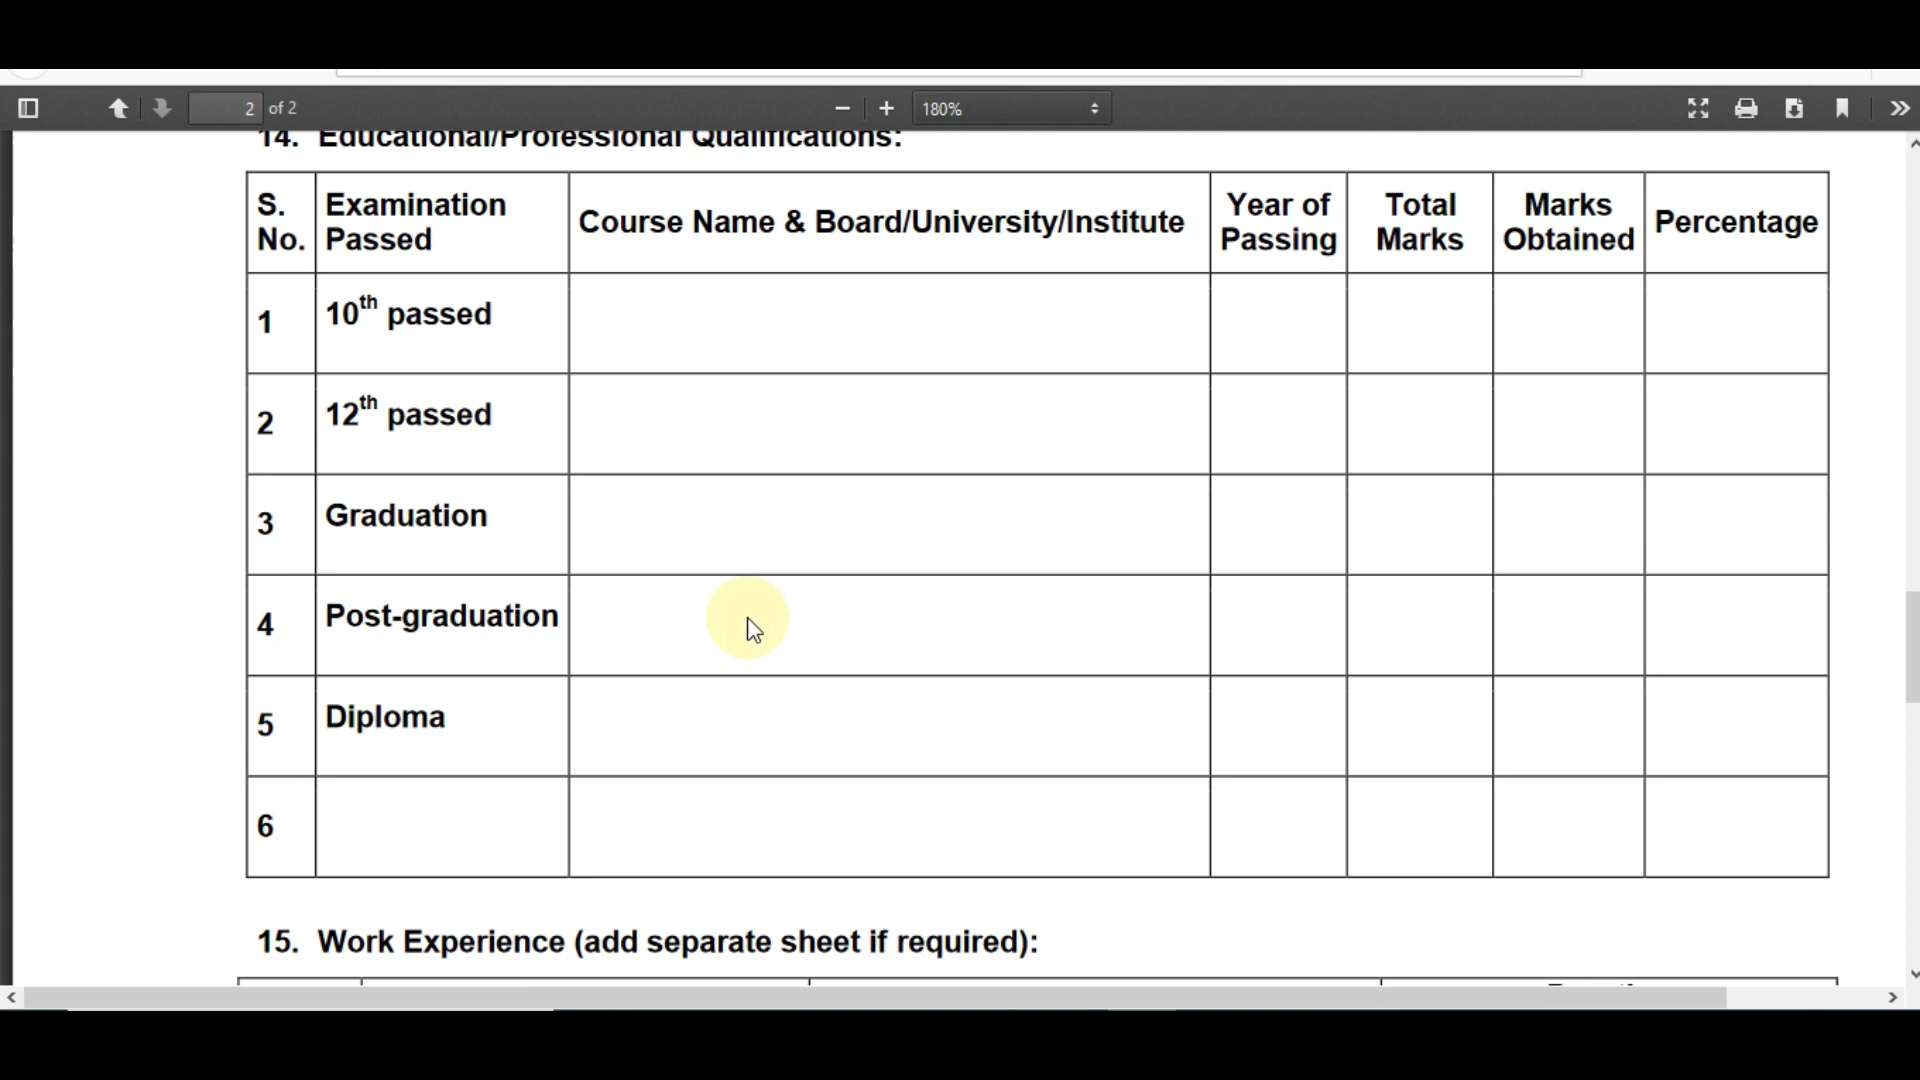 2 of 2
180%
14. Educational/Professional Qualifications:
S. No. Examination Passed Course Name & Board/University/Institute Year of Passing Total Marks Marks Obtained Percentage
1 10th passed
2 12th passed
3 Graduation
4 Post-graduation
5 Diploma
6
15. Work Experience (add separate sheet if required):